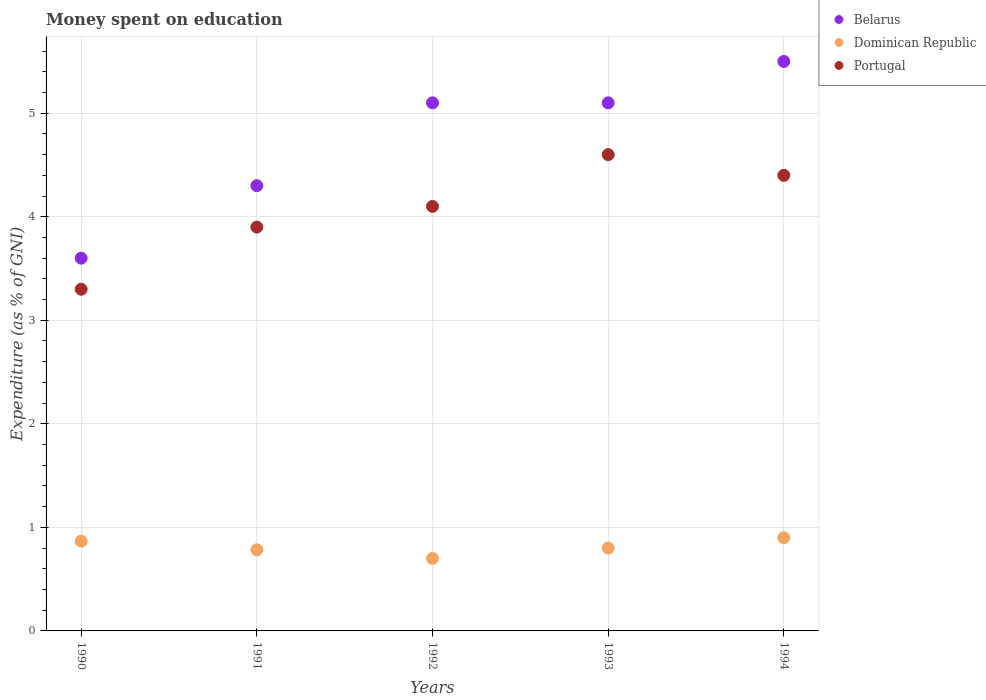 Money spent on education
Belarus
Dominican Republic
Portugal
Expenditure (as % of GNI)
5
4
3
2
1
0
1990
1991
1992
1993
1994
Years